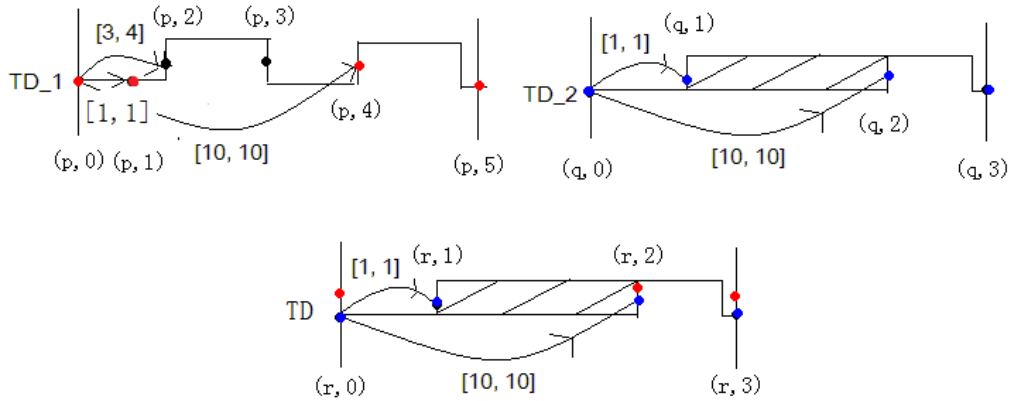 (p, 2)
(p, 3)
[3, 4]
TD_1
[1, 1]
(p, 4)
[10, 10]
(p, 0)
(p, 1)
(p, 5)
(q, 1)
[1, 1]
TD_2
(q, 2)
[10, 10]
(q, 0)
(q, 3)
(r, 1)
(r, 2)
[1, 1]
TD
(r, 0)
[10, 10]
(r, 3)